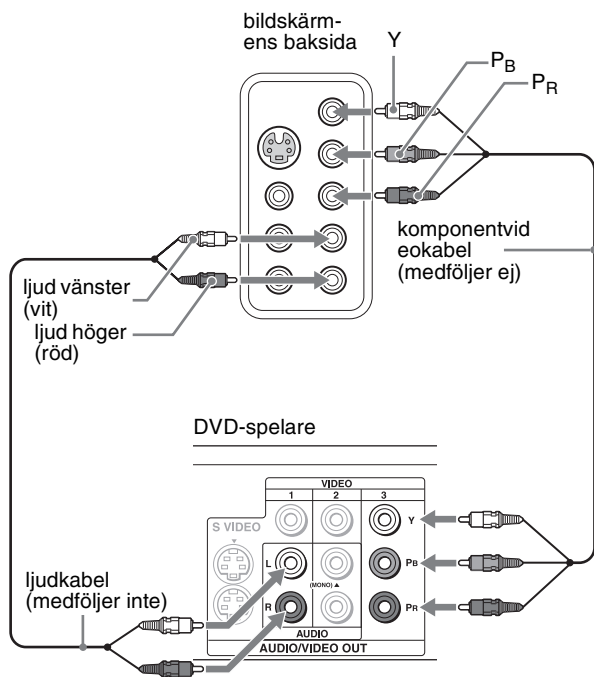 bildskärm-
ens baksida
Y
PB
PR
komponentvid
eokabel
(medföljer ej)
ljud vänster
(vit)
ljud höger
(röd)
DVD-spelare
VIDEO
1 2 3
S VIDEO
Y
L
PB
(MONO)
R
PR
AUDIO
AUDIO/VIDEO OUT
ljudkabel
(medföljer inte)